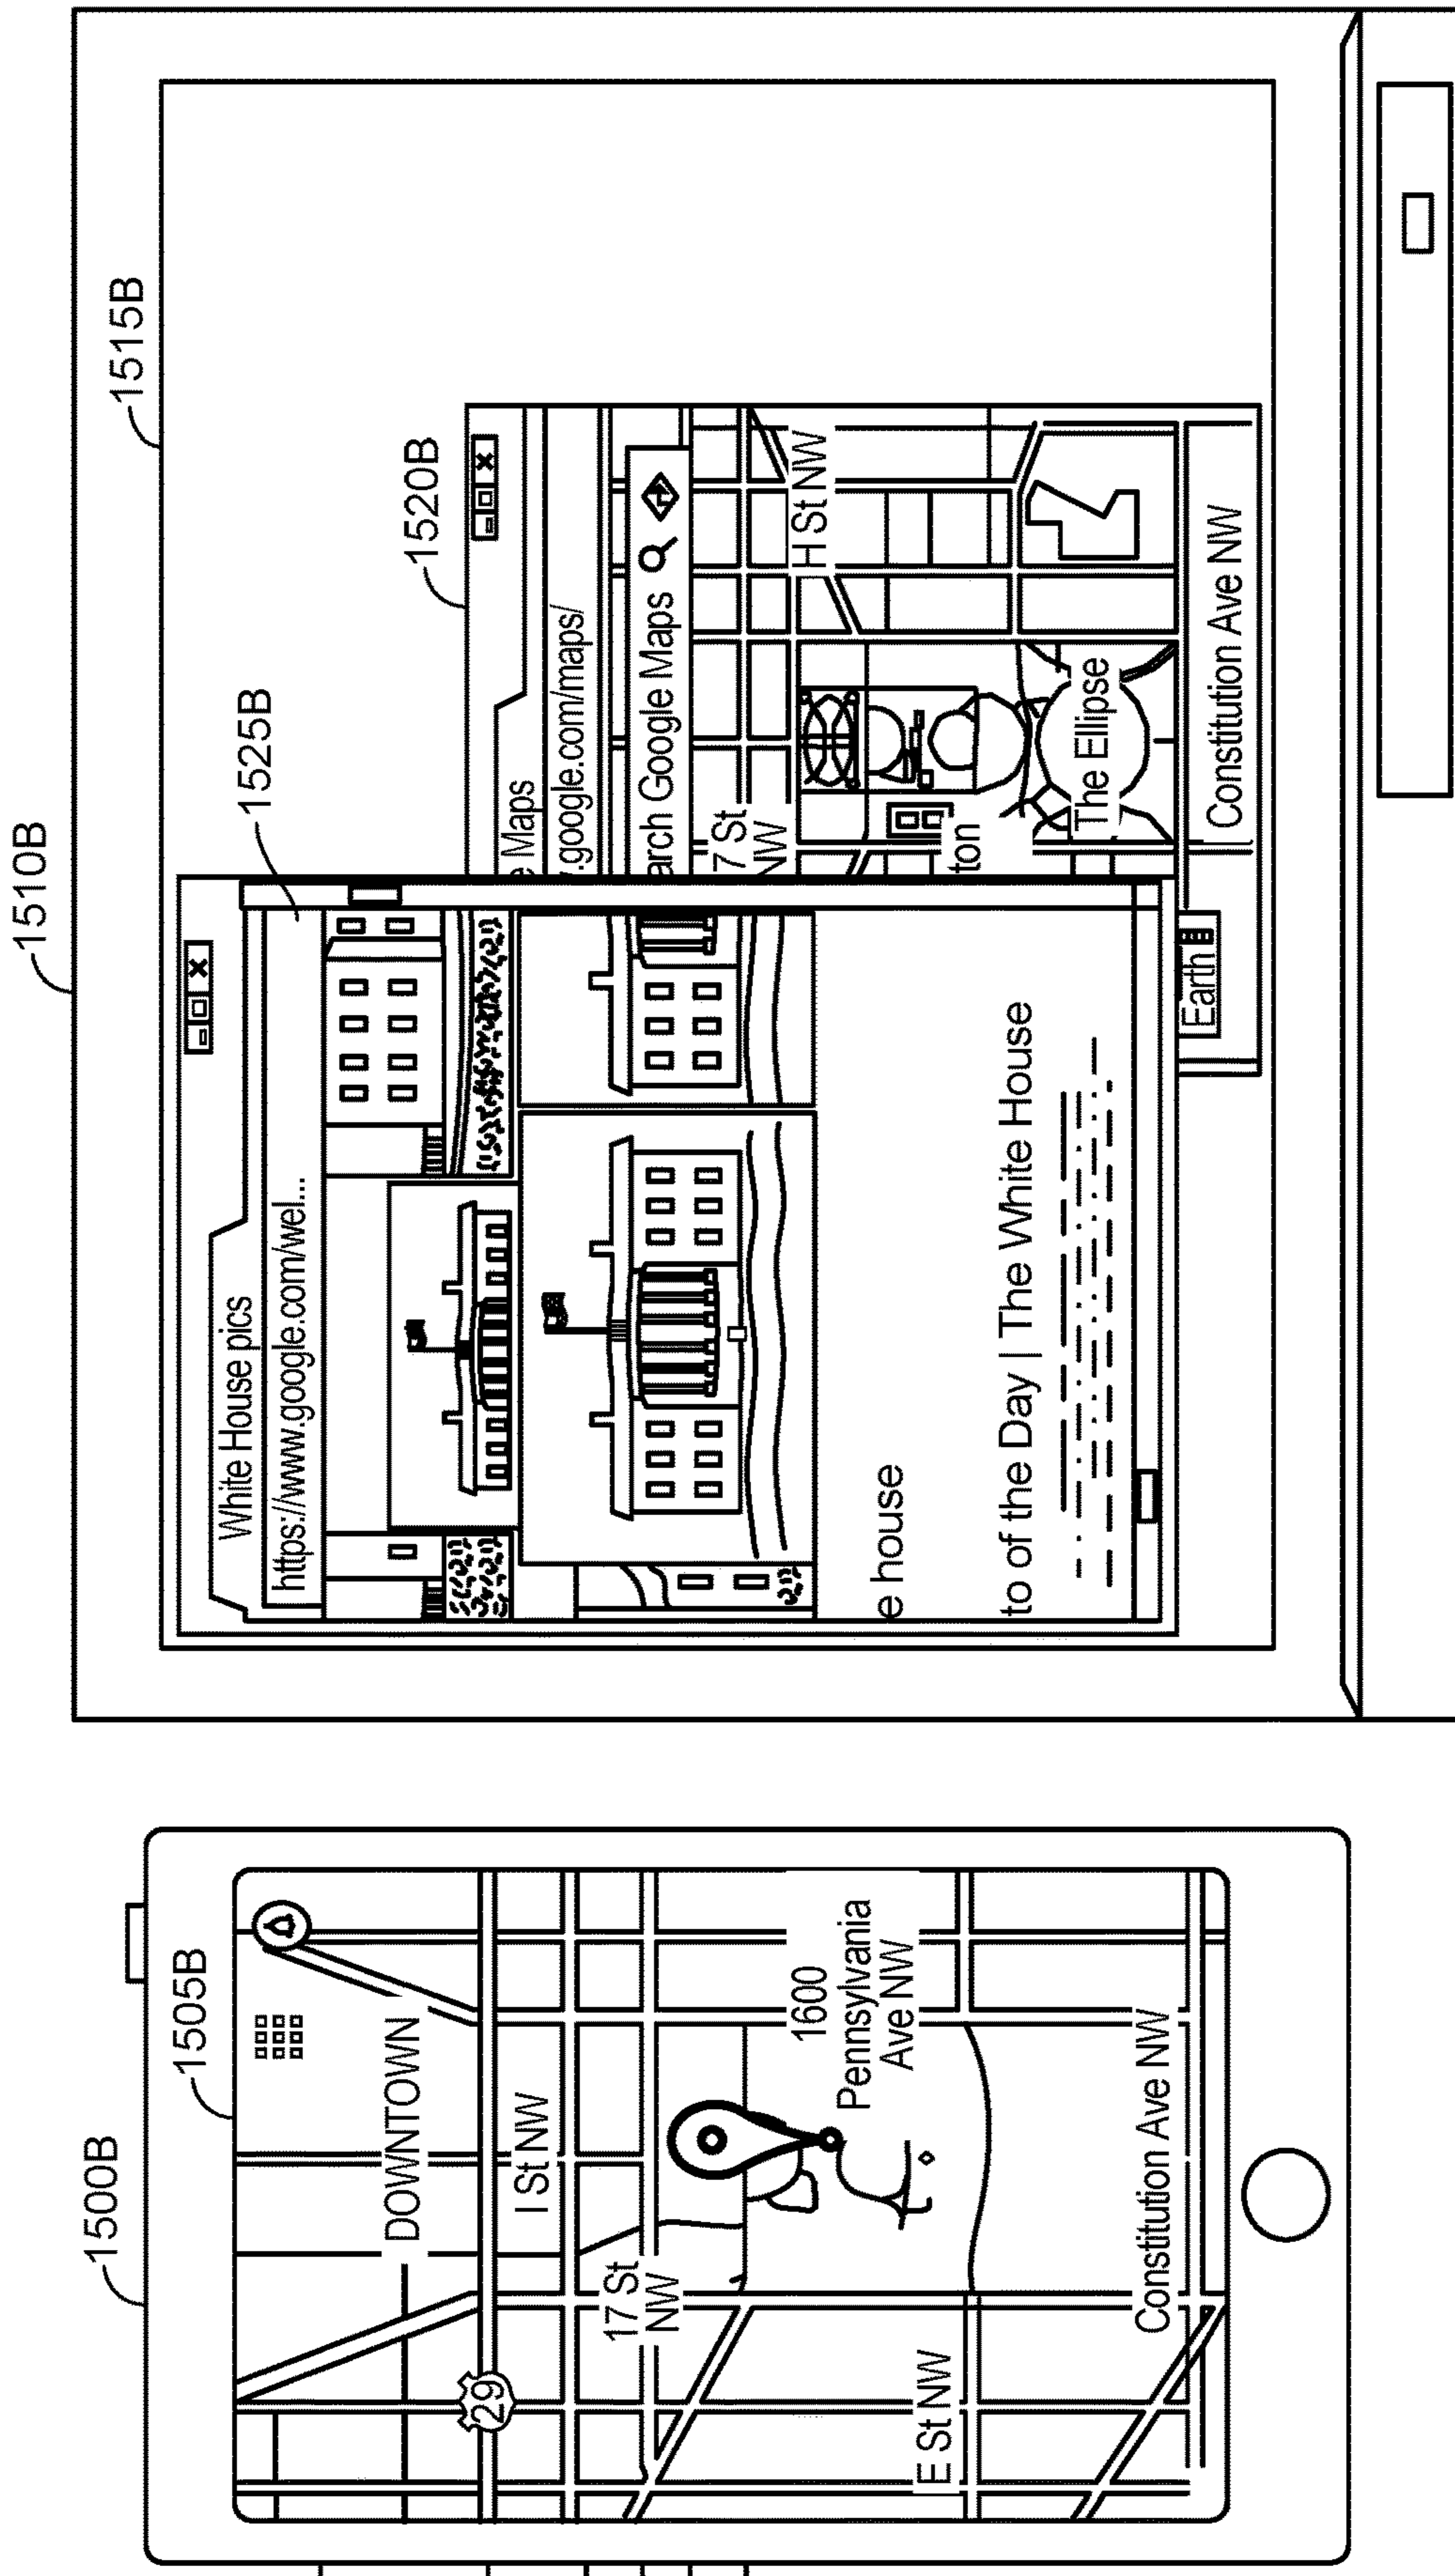 1500B
1505B
DOWNTOWN
29
I St NW
17 St
NW
1600
Pennsylvania
Ave NW
E St NW
Constitution Ave NW
1510B
1515B
1525B
White House pics
https://www.google.com/wel...
e house
to of the Day | The White House
1520B
e Maps
.google.com/maps/
arch Google Maps
7 St
NW
H St NW
ton
The Ellipse
Earth
Constitution Ave NW